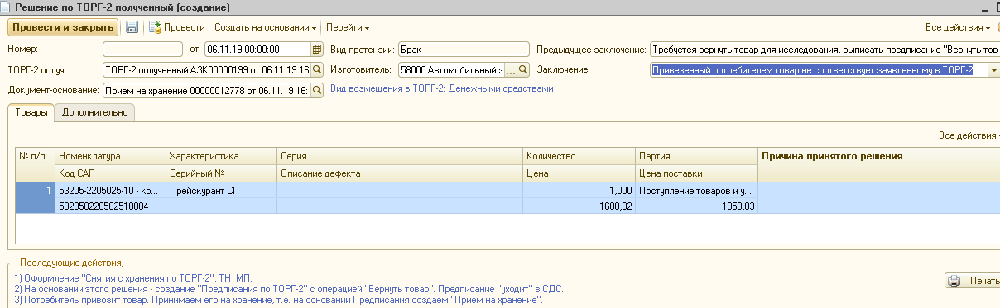 Решение по ТОРГ-2 полученный (создание)
Провести и закрыть Провести Создать на основании Перейти Все действия
Номер: от: 06.11.19 00:00:00 Вид претензии: Брак Предыдущее заключение: Требуется вернуть товар для исследования, выписать предписание "Вернуть тов
ТОРГ-2 получ.: ТОРГ-2 полученный АЗК00000199 от 06.11.19 16 Изготовитель: 58000 Автомобильный з ... Заключение: Привезенный потребителем товар не соответствует заявленному в ТОРГ-2
Документ-основание: Прием на хранение 00000012778 от 06.11.19 16: Вид возмещения в ТОРГ-2: Денежными средствами
Товары Дополнительно
Все действия
№ п/п Номенклатура Характеристика Серия Количество Партия Причина принятого решения
Код САП Серийный № Описание дефекта Цена Цена поставки
1 53205-2205025-10 - кр... Прейскурант СП 1,000 Поступление товаров и у...
532050220502510004 1608,92 1053,83
Последующие действия:
1) Оформление "Снятия с хранения по ТОРГ-2", ТН, МП.
2) На основании этого решения - создание "Предписания по ТОРГ-2" с операцией "Вернуть товар". Предписание "уходит" в СДС.
3) Потребитель привозит товар. Принимаем его на хранение, т.е. на основании Предписания создаем "Прием на хранение".
Печать